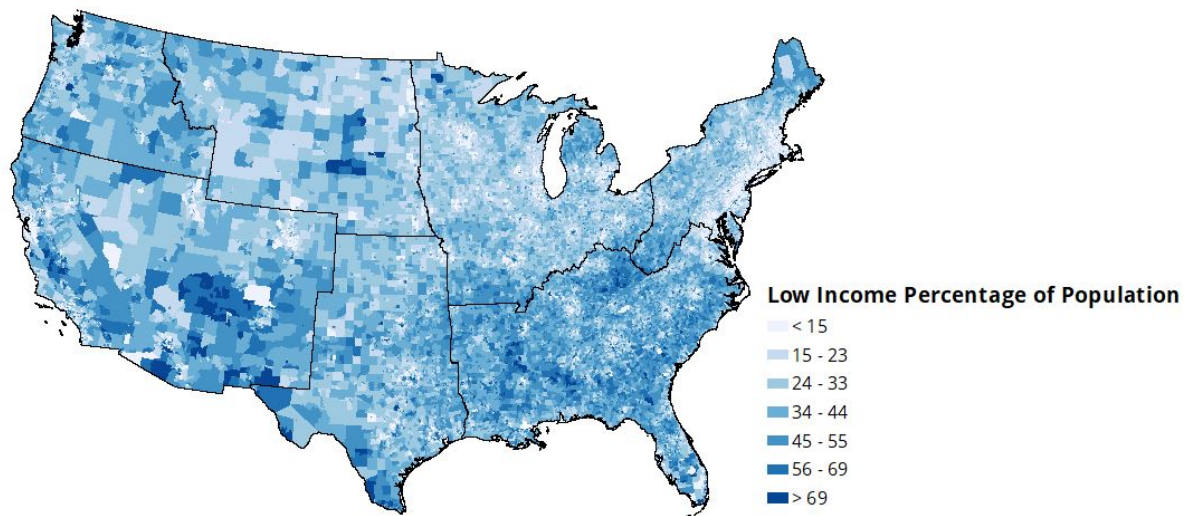 Low Income Percentage of Population
< 15
15 - 23
24 - 33
34 - 44
45 - 55
56 - 69
> 69